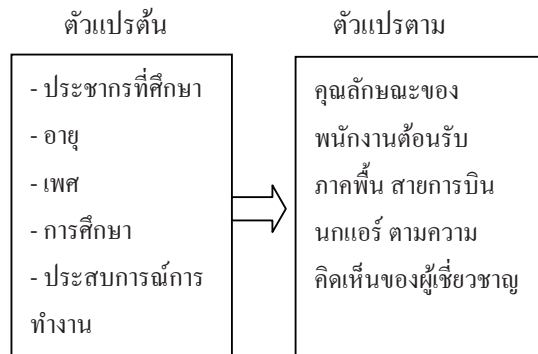 ตัวแปรต้น
ตัวแปรตาม
- ประชากรที่ศึกษา
- อายุ
- เพศ
- การศึกษา
- ประสบการณ์การ
ทำงาน
คุณลักษณะของ
พนักงานต้อนรับ
ภาคพื้น สายการบิน
นกแอร์ ตามความ
คิดเห็นของผู้เชี่ยวชาญ